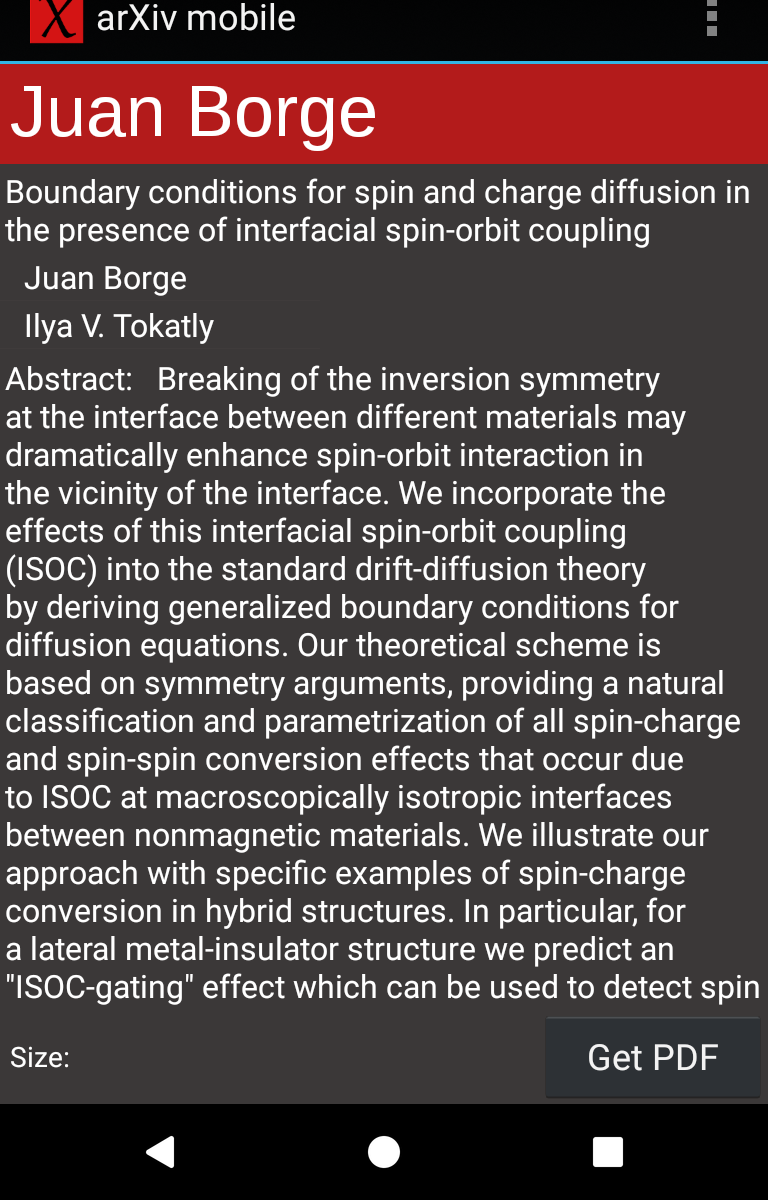 X arXiv mobile
Juan Borge
Boundary conditions for spin and charge diffusion in
the presence of interfacial spin-orbit coupling
Juan Borge
Ilya V. Tokatly
Abstract: Breaking of the inversion symmetry
at the interface between different materials may
dramatically enhance spin-orbit interaction in
the vicinity of the interface. We incorporate the
effects of this interfacial spin-orbit coupling
(ISOC) into the standard drift-diffusion theory
by deriving generalized boundary conditions for
diffusion equations. Our theoretical scheme is
based on symmetry arguments, providing a natural
classification and parametrization of all spin-charge
and spin-spin conversion effects that occur due
to ISOC at macroscopically isotropic interfaces
between nonmagnetic materials. We illustrate our
approach with specific examples of spin-charge
conversion in hybrid structures. In particular, for
a lateral metal-insulator structure we predict an
"ISOC-gating" effect which can be used to detect spin
Size:
Get PDF